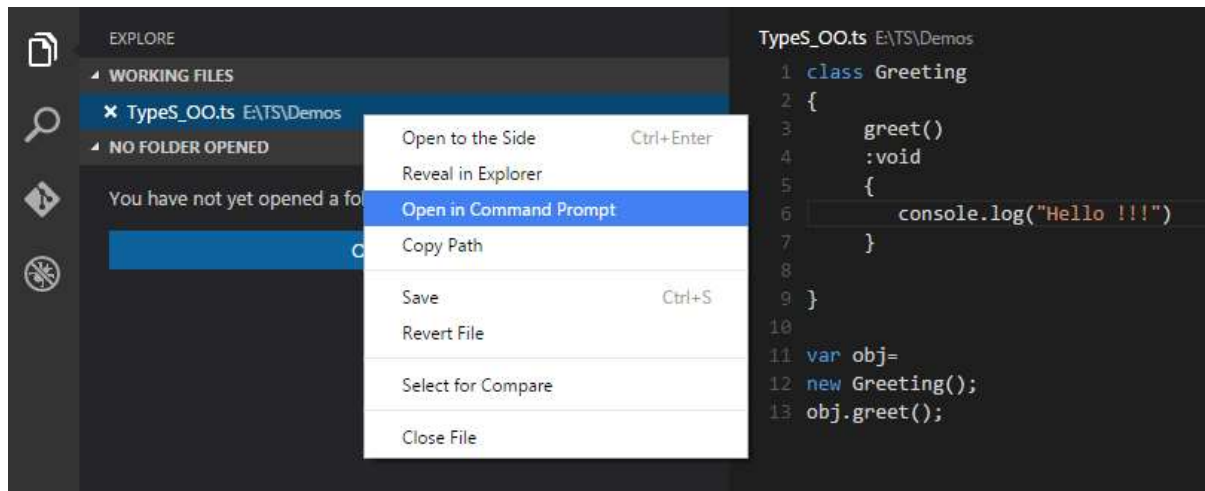 EXPLORE
WORKING FILES
× TypeS_OO.ts E:\TS\Demos
NO FOLDER OPENED
You have not yet opened a fol
Open to the Side Ctrl+Enter
Reveal in Explorer
Open in Command Prompt
Copy Path
Save Ctrl+S
Revert File
Select for Compare
Close File
TypeS_OO.ts E:\TS\Demos
1 class Greeting
2 {
3 greet()
4 :void
5 {
6 console.log("Hello !!!")
7 }
8
9 }
10
11 var obj=
12 new Greeting();
13 obj.greet();